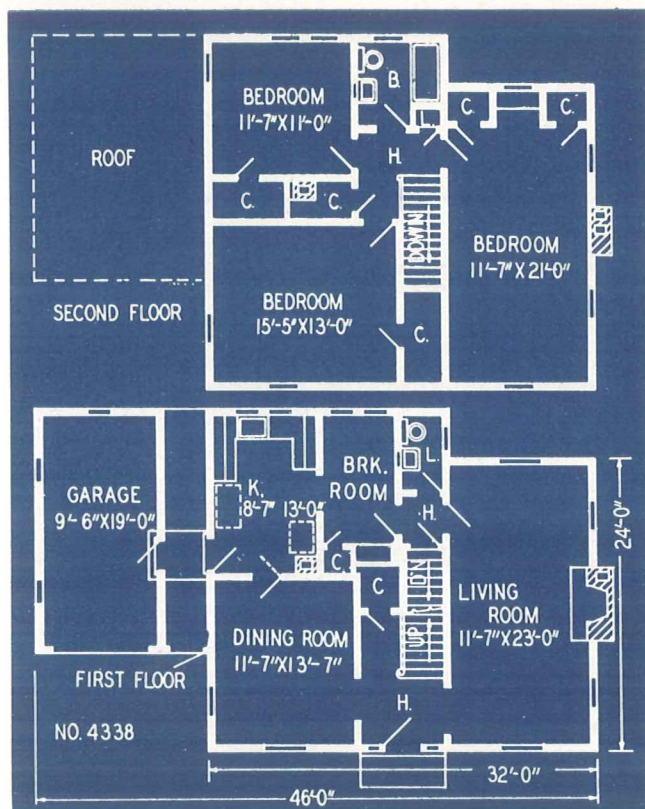 BEDROOM
11'-7"X11'-0"
B.
C.
C.
ROOF
H.
C.
C.
DOWN
BEDROOM
11'-7"X21'-0"
SECOND FLOOR
BEDROOM
15'-5"X13'-0"
C.
GARAGE
9'-6"X19'-0"
K.
8'-7" 13'-0"
BRK.
ROOM
L.
H.
24'-0"
C.
C
DN
UP
LIVING
ROOM
11'-7"X23'-0"
DINING ROOM
11'-7"X13'-7"
FIRST FLOOR
H.
NO. 4338
32'-0"
46'-0"